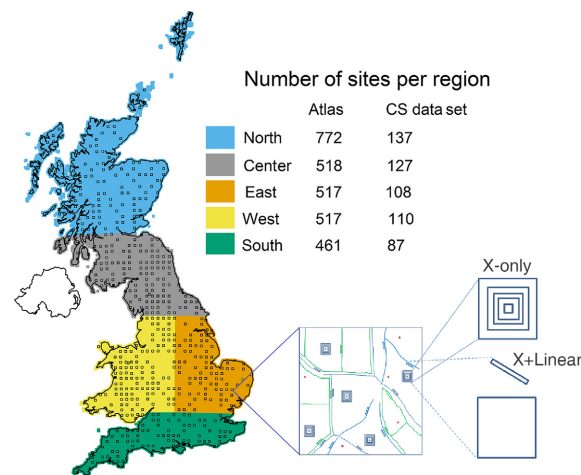 Number of sites per region
Atlas CS data set
North 772 137
Center 518 127
East 517 108
West 517 110
South 461 87
X-only
X+Linear